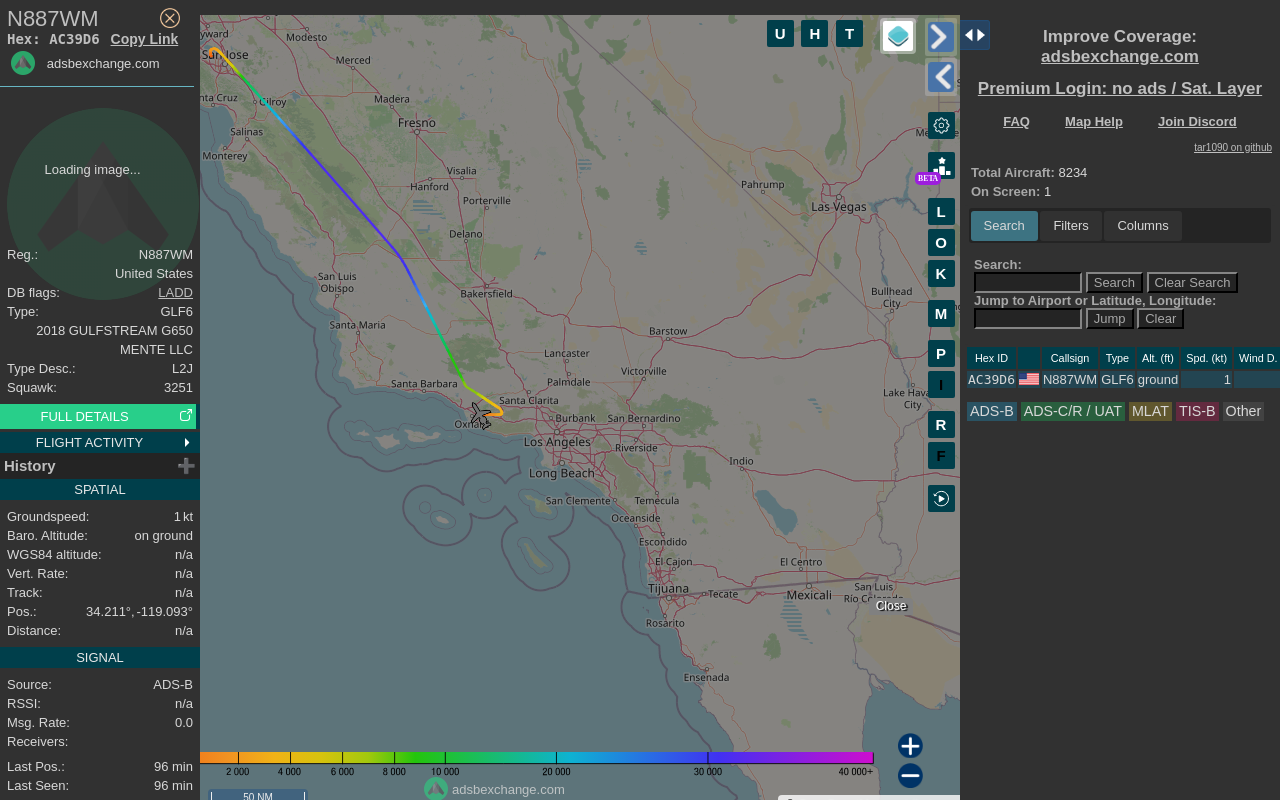 N887WM
Hex: AC39D6 Copy Link
adsbexchange.com
Loading image...
Reg.: N887WM
United States
DB flags: LADD
Type: GLF6
2018 GULFSTREAM G650
MENTE LLC
Type Desc.: L2J
Squawk: 3251
FULL DETAILS
FLIGHT ACTIVITY
History
SPATIAL
Groundspeed: 1 kt
Baro. Altitude: on ground
WGS84 altitude: n/a
Vert. Rate: n/a
Track: n/a
Pos.: 34.211°, -119.093°
Distance: n/a
SIGNAL
Source: ADS-B
RSSI: n/a
Msg. Rate: 0.0
Receivers:
Last Pos.: 96 min
Last Seen: 96 min
Modesto
Merced
Gilroy
Madera
Salinas
Fresno
Monterey
Visalia
Hanford
Porterville
Delano
Pahrump
Las Vegas
San Luis
Obispo
Bakersfield
Bullhead
City
Santa Maria
Barstow
Lancaster
Victorville
Santa Barbara
Palmdale
Santa Clarita
City
Burbank
San Bernardino
Los Angeles
Riverside
Long Beach
Indio
San Clemente
Temecula
Oceanside
Escondido
El Cajon
El Centro
Tijuana
Tecate
Mexicali
San Luis
Close
Rosarito
Ensenada
U H T
BETA
L
O
K
M
P
I
R
F
2 000 4 000 6 000 8 000 10 000 20 000 30 000 40 000+
adsbexchange.com
50 NM
Improve Coverage:
adsbexchange.com
Premium Login: no ads / Sat. Layer
FAQ Map Help Join Discord
tar1090 on github
Total Aircraft: 8234
On Screen: 1
Search Filters Columns
Search:
Search Clear Search
Jump to Airport or Latitude, Longitude:
Jump Clear
Hex ID Callsign Type Alt. (ft) Spd. (kt) Wind D.
AC39D6 N887WM GLF6 ground 1
ADS-B ADS-C/R / UAT MLAT TIS-B Other